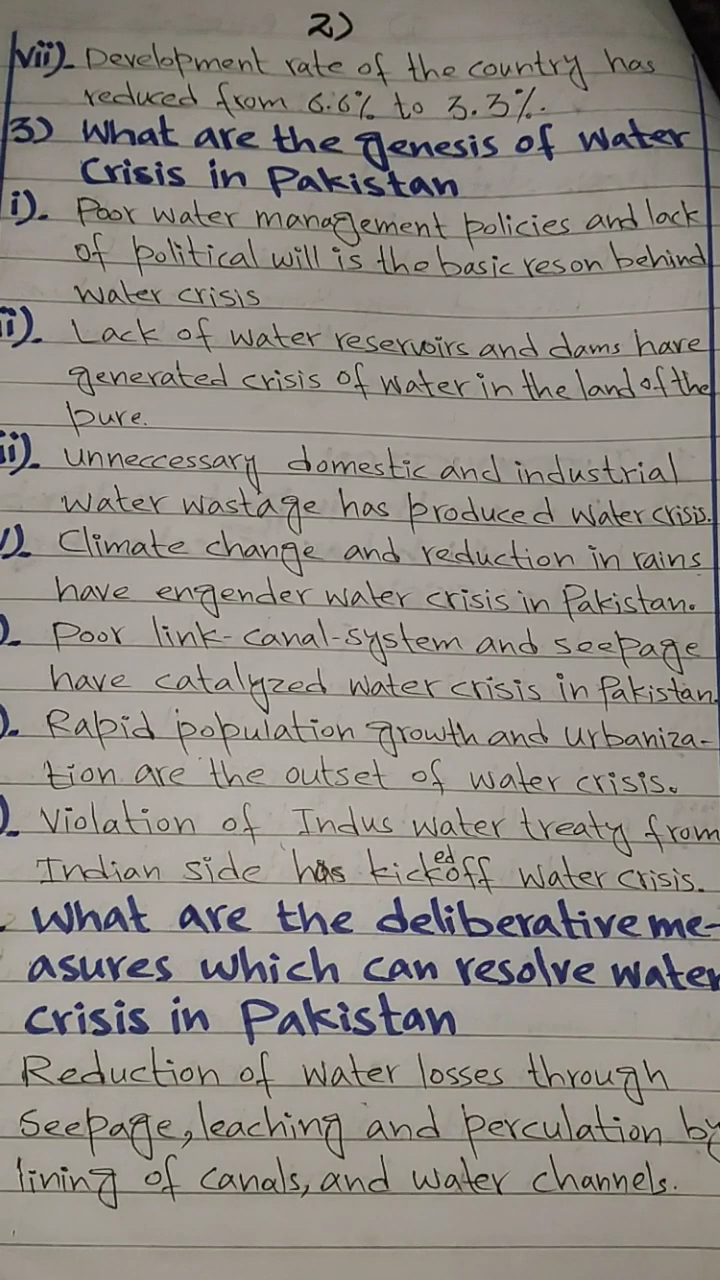 2)
vii). Development rate of the country has
reduced from 6.6% to 3.3%.
3) What are the genesis of water
Crisis in Pakistan
i). Poor water management policies and lack
of political will is the basic reson behind
water crisis
ii). Lack of water reservoirs and dams have
generated crisis of water in the land of the
pure.
ii). unneccessary domestic and industrial
water wastage has produced water crisis.
). Climate change and reduction in rains
have engender water crisis in Pakistan.
). Poor link-canal-system and seepage
have catalyzed water crisis in Pakistan.
). Rapid population growth and urbaniza-
tion are the outset of water crisis.
). Violation of Indus water treaty from
Indian side has kickedoff water crisis.
. What are the deliberative me-
asures which can resolve water
crisis in Pakistan
Reduction of water losses through
seepage, leaching and perculation by
lining of canals, and water channels.